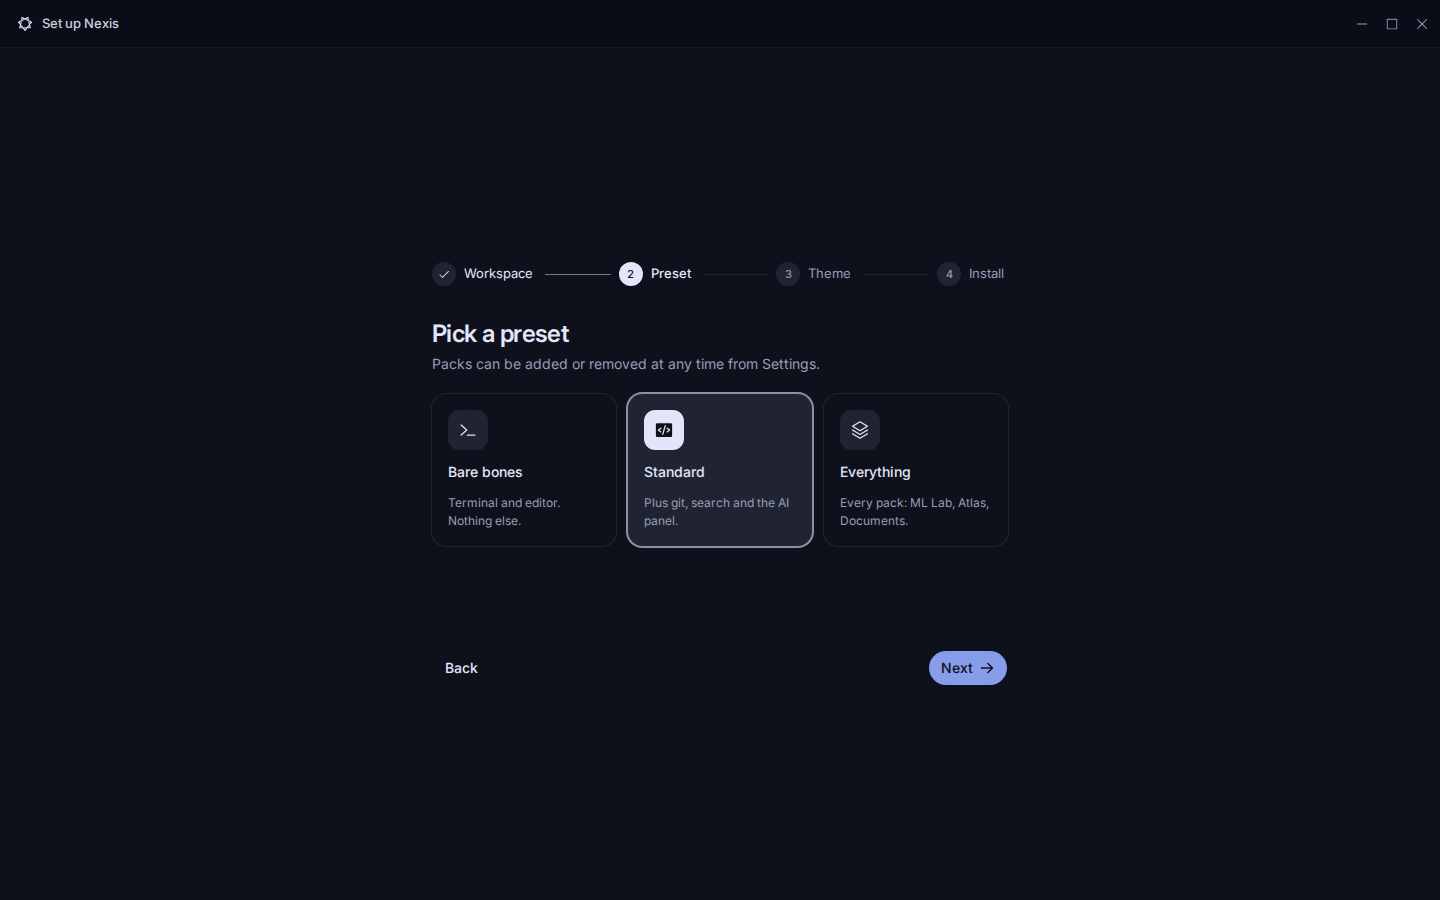 Set up Nexis
Workspace
2 Preset
3 Theme
4 Install
Pick a preset
Packs can be added or removed at any time from Settings.
Bare bones
Terminal and editor.
Nothing else.
Standard
Plus git, search and the AI
panel.
Everything
Every pack: ML Lab, Atlas,
Documents.
Back
Next